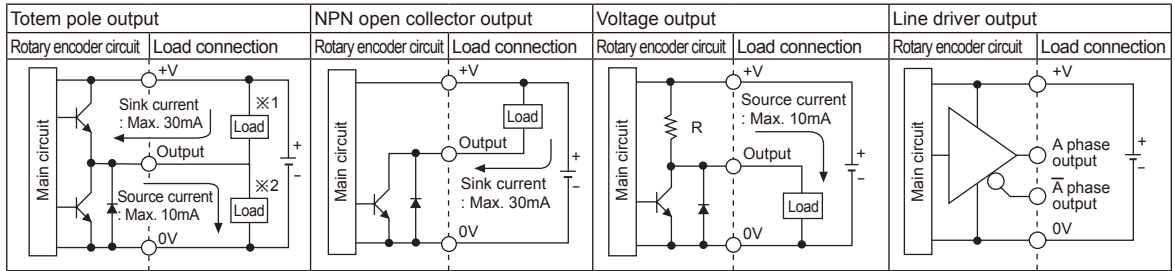 Totem pole output
Rotary encoder circuit
Load connection
Main circuit
+V
Sink current
: Max. 30mA
※1
Load
Output
+
−
Source current
: Max. 10mA
※2
Load
0V
NPN open collector output
Rotary encoder circuit
Load connection
Main circuit
+V
Load
Output
+
−
Sink current
: Max. 30mA
0V
Voltage output
Rotary encoder circuit
Load connection
Main circuit
+V
Source current
: Max. 10mA
R
Output
+
−
Load
0V
Line driver output
Rotary encoder circuit
Load connection
Main circuit
+V
A phase
output
+
−
A̅ phase
output
0V